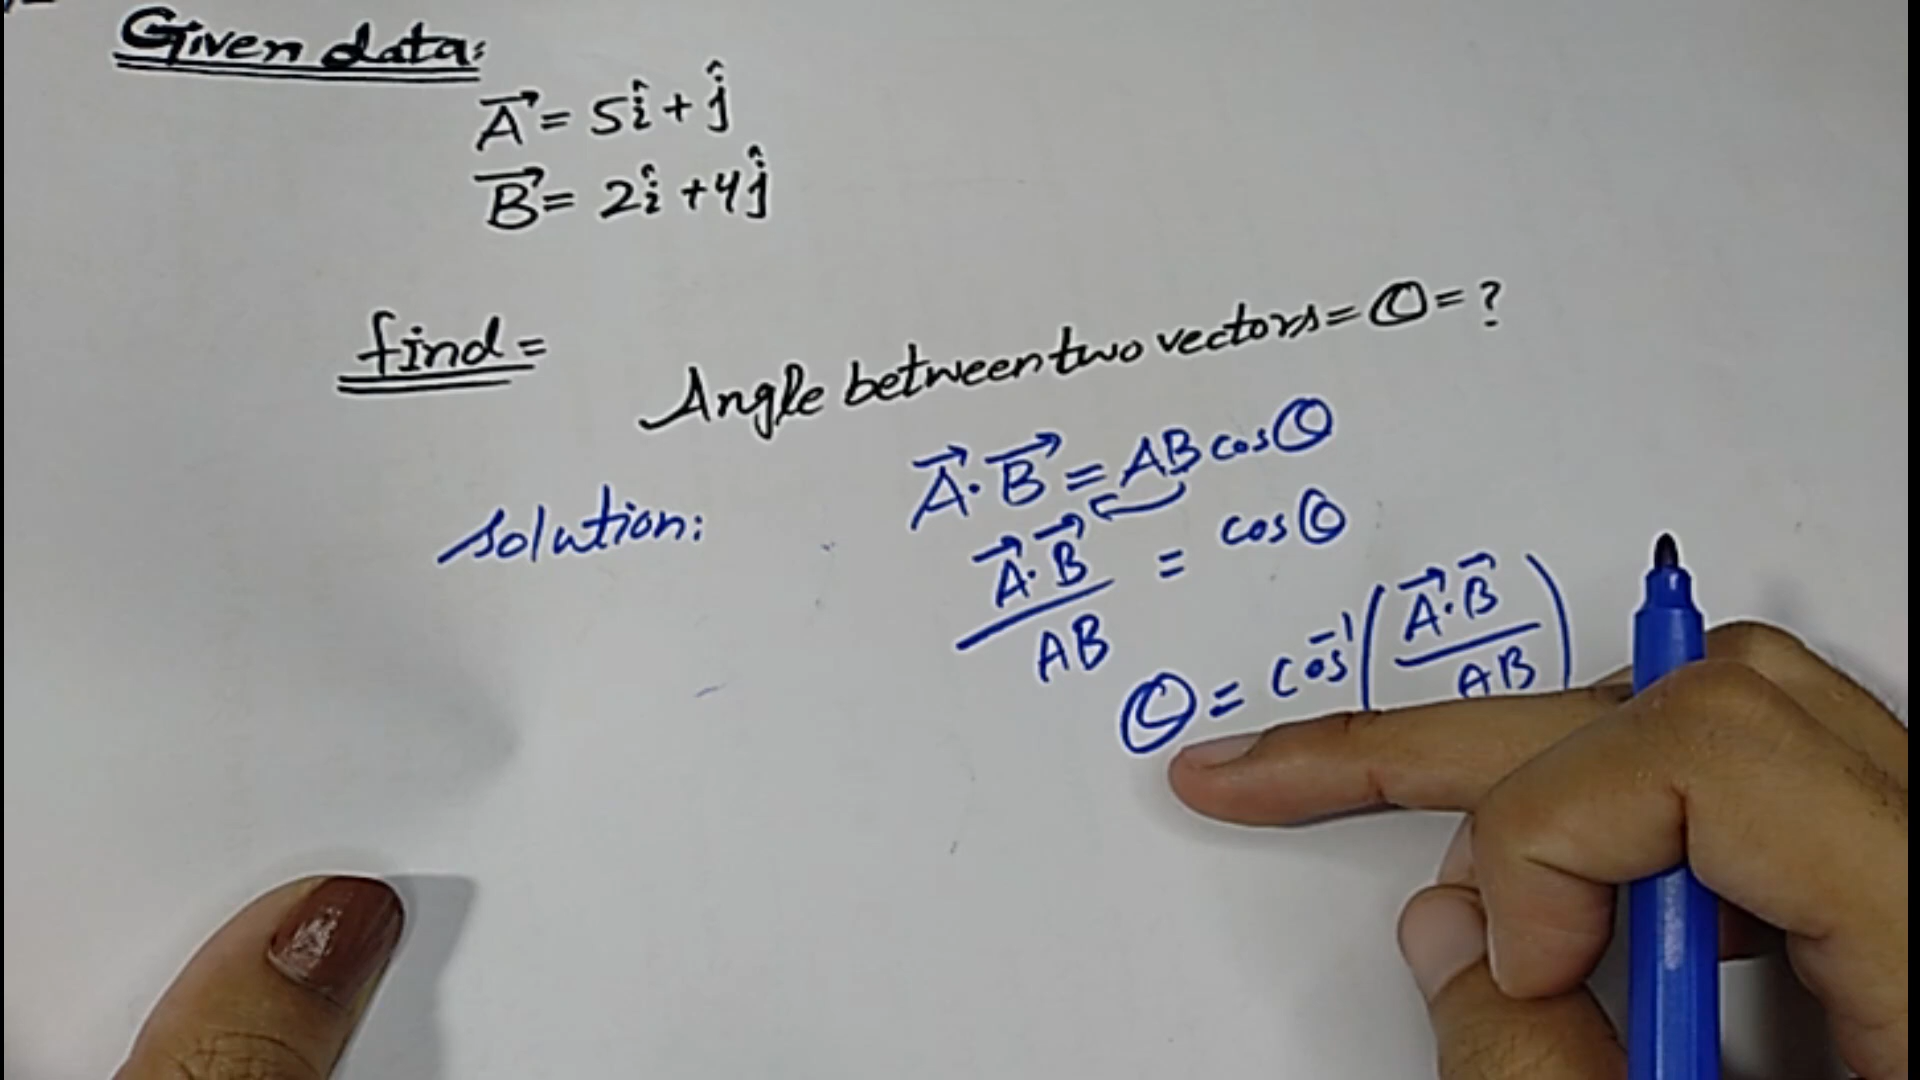 Given data:
A⃗ = 5î + ĵ
B⃗ = 2î + 4ĵ
find =
Angle between two vectors = θ = ?
Solution:
A⃗ · B⃗ = AB cos θ
A⃗ · B⃗ / AB = cos θ
θ = cos⁻¹ ( A⃗ · B⃗ / AB )